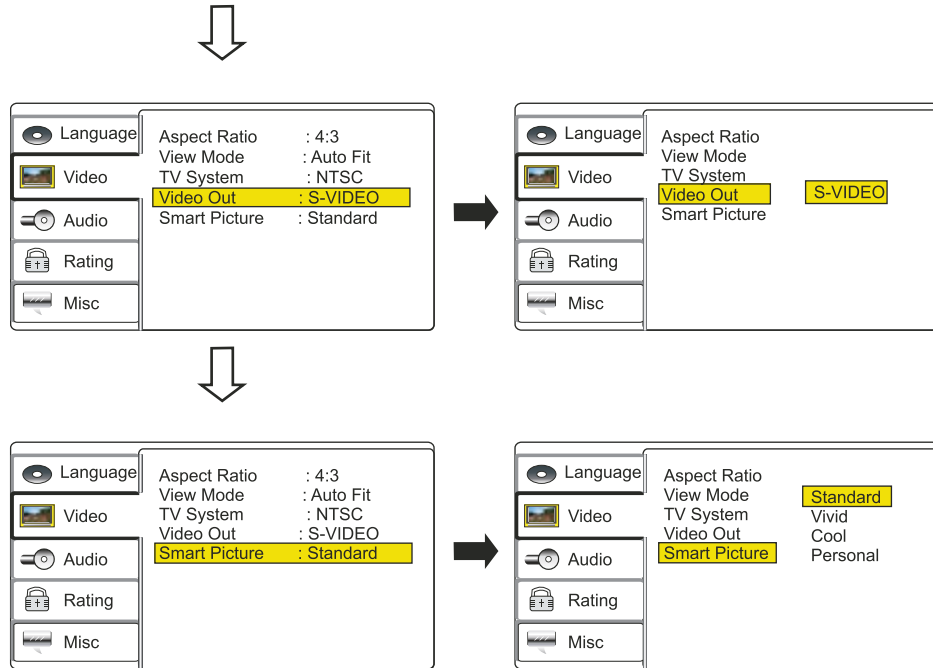 Language
Video
Audio
Rating
Misc
Aspect Ratio : 4:3
View Mode : Auto Fit
TV System : NTSC
Video Out : S-VIDEO
Smart Picture : Standard
Language
Video
Audio
Rating
Misc
Aspect Ratio
View Mode
TV System
Video Out S-VIDEO
Smart Picture
Language
Video
Audio
Rating
Misc
Aspect Ratio : 4:3
View Mode : Auto Fit
TV System : NTSC
Video Out : S-VIDEO
Smart Picture : Standard
Language
Video
Audio
Rating
Misc
Aspect Ratio
View Mode
TV System
Video Out
Smart Picture
Standard
Vivid
Cool
Personal